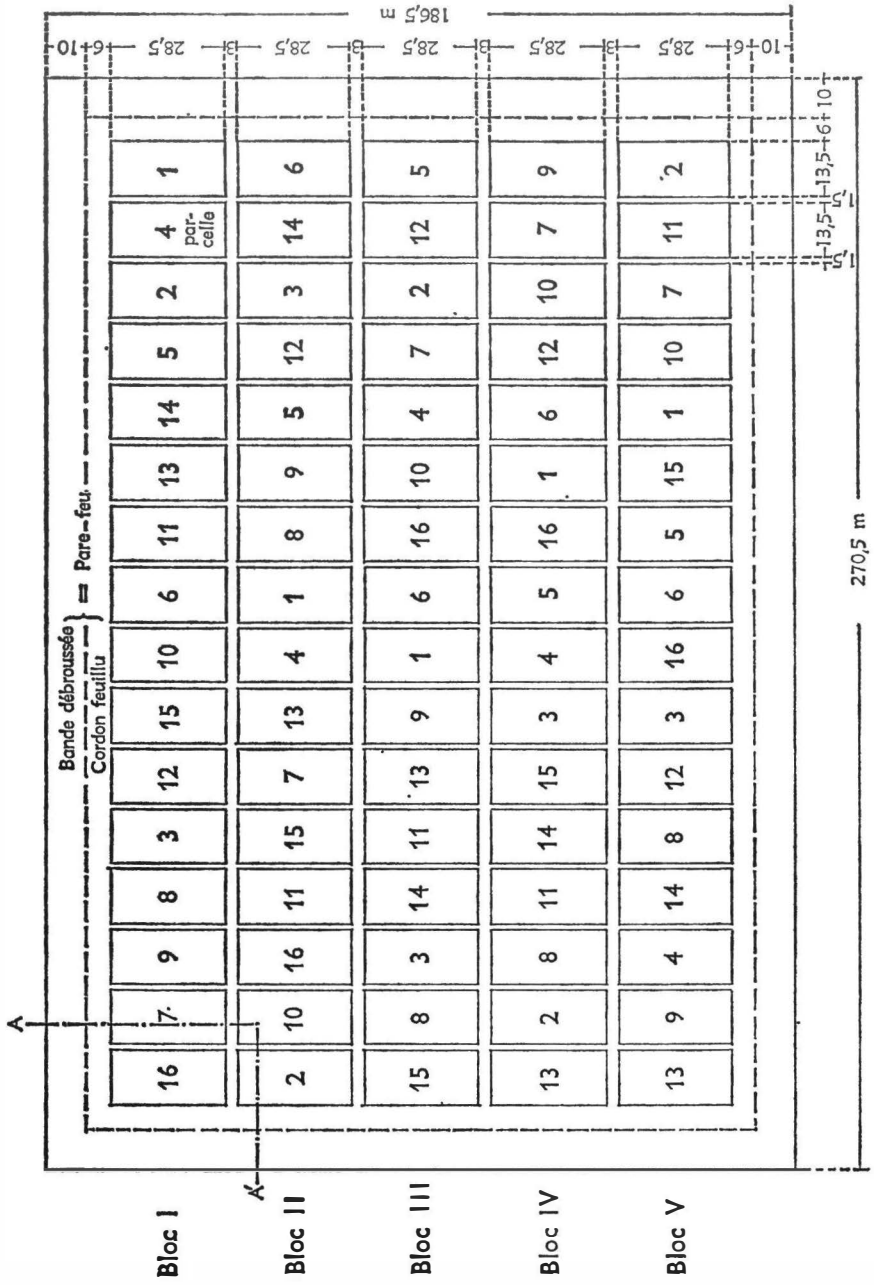 Bande débroussée
Cordon feuillu } = Pare-feu
A
Bloc I 16 7 9 8 3 12 15 10 6 11 13 14 5 2 4 1
par-
celle
A'
Bloc II 2 10 16 11 15 7 13 4 1 8 9 5 12 3 14 6
Bloc III 15 8 3 14 11 13 9 1 6 16 10 4 7 2 12 5
Bloc IV 13 2 8 11 14 15 3 4 5 16 1 6 12 10 7 9
Bloc V 13 9 4 14 8 12 3 16 6 5 15 1 10 7 11 2
10 6 28,5 3 28,5 3 28,5 3 28,5 3 28,5 6 10
186,5 m
1,5 13,5 1,5 13,5 6 10
270,5 m